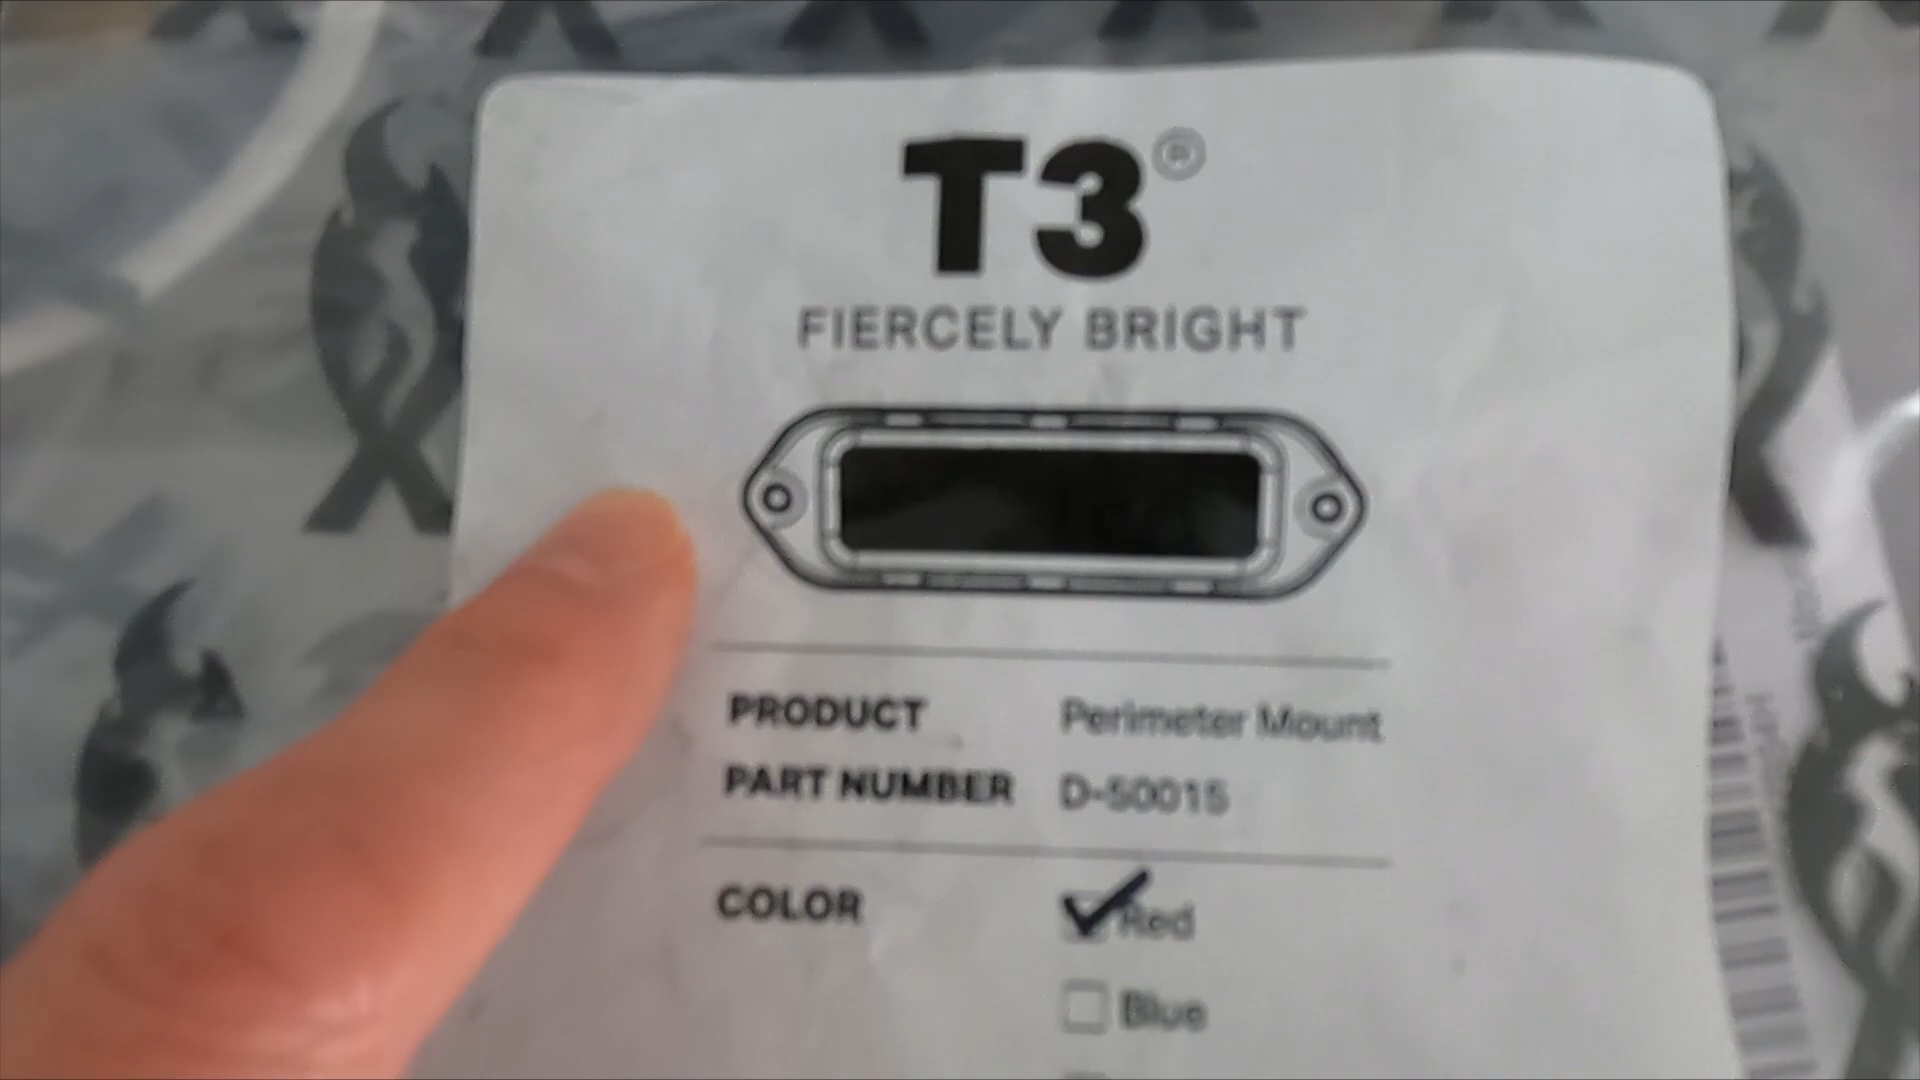 T3®
FIERCELY BRIGHT
PRODUCT Perimeter Mount
PART NUMBER D-50015
COLOR Red
Blue